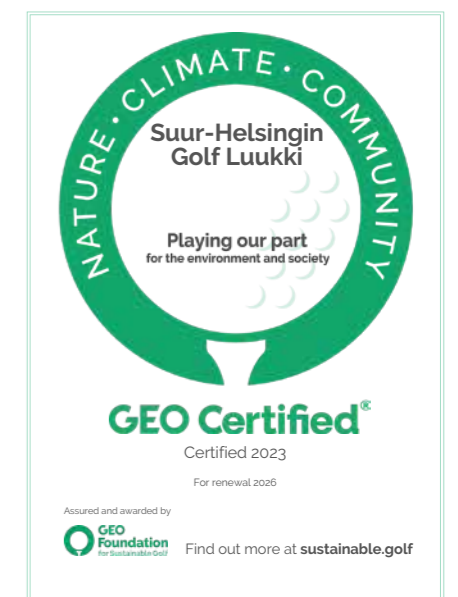 NATURE · CLIMATE · COMMUNITY
Suur-Helsingin
Golf Luukki
Playing our part
for the environment and society
GEO Certified®
Certified 2023
For renewal 2026
Assured and awarded by
GEO
Foundation
for Sustainable Golf
Find out more at sustainable.golf